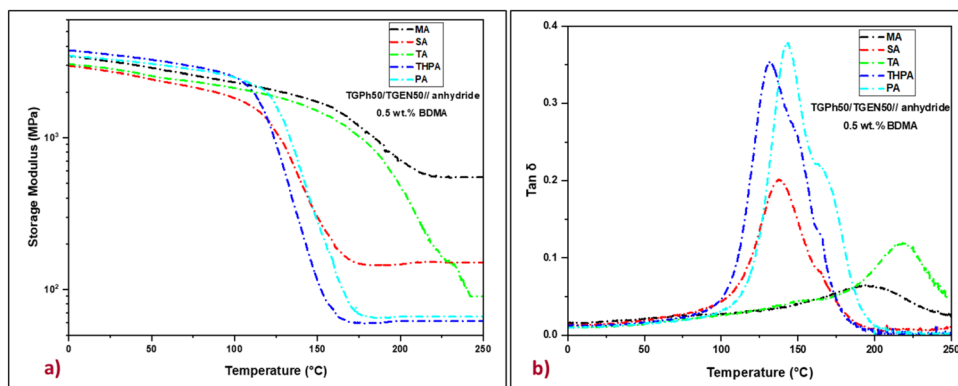 MA
SA
TA
THPA
PA
TGPh50/TGEN50// anhydride
0.5 wt.% BDMA
Storage Modulus (MPa)
10³
10²
0 50 100 150 200 250
Temperature (°C)
a)
MA
SA
TA
THPA
PA
TGPh50/TGEN50// anhydride
0.5 wt.% BDMA
Tan δ
0.4
0.3
0.2
0.1
0.0
0 50 100 150 200 250
Temperature (°C)
b)